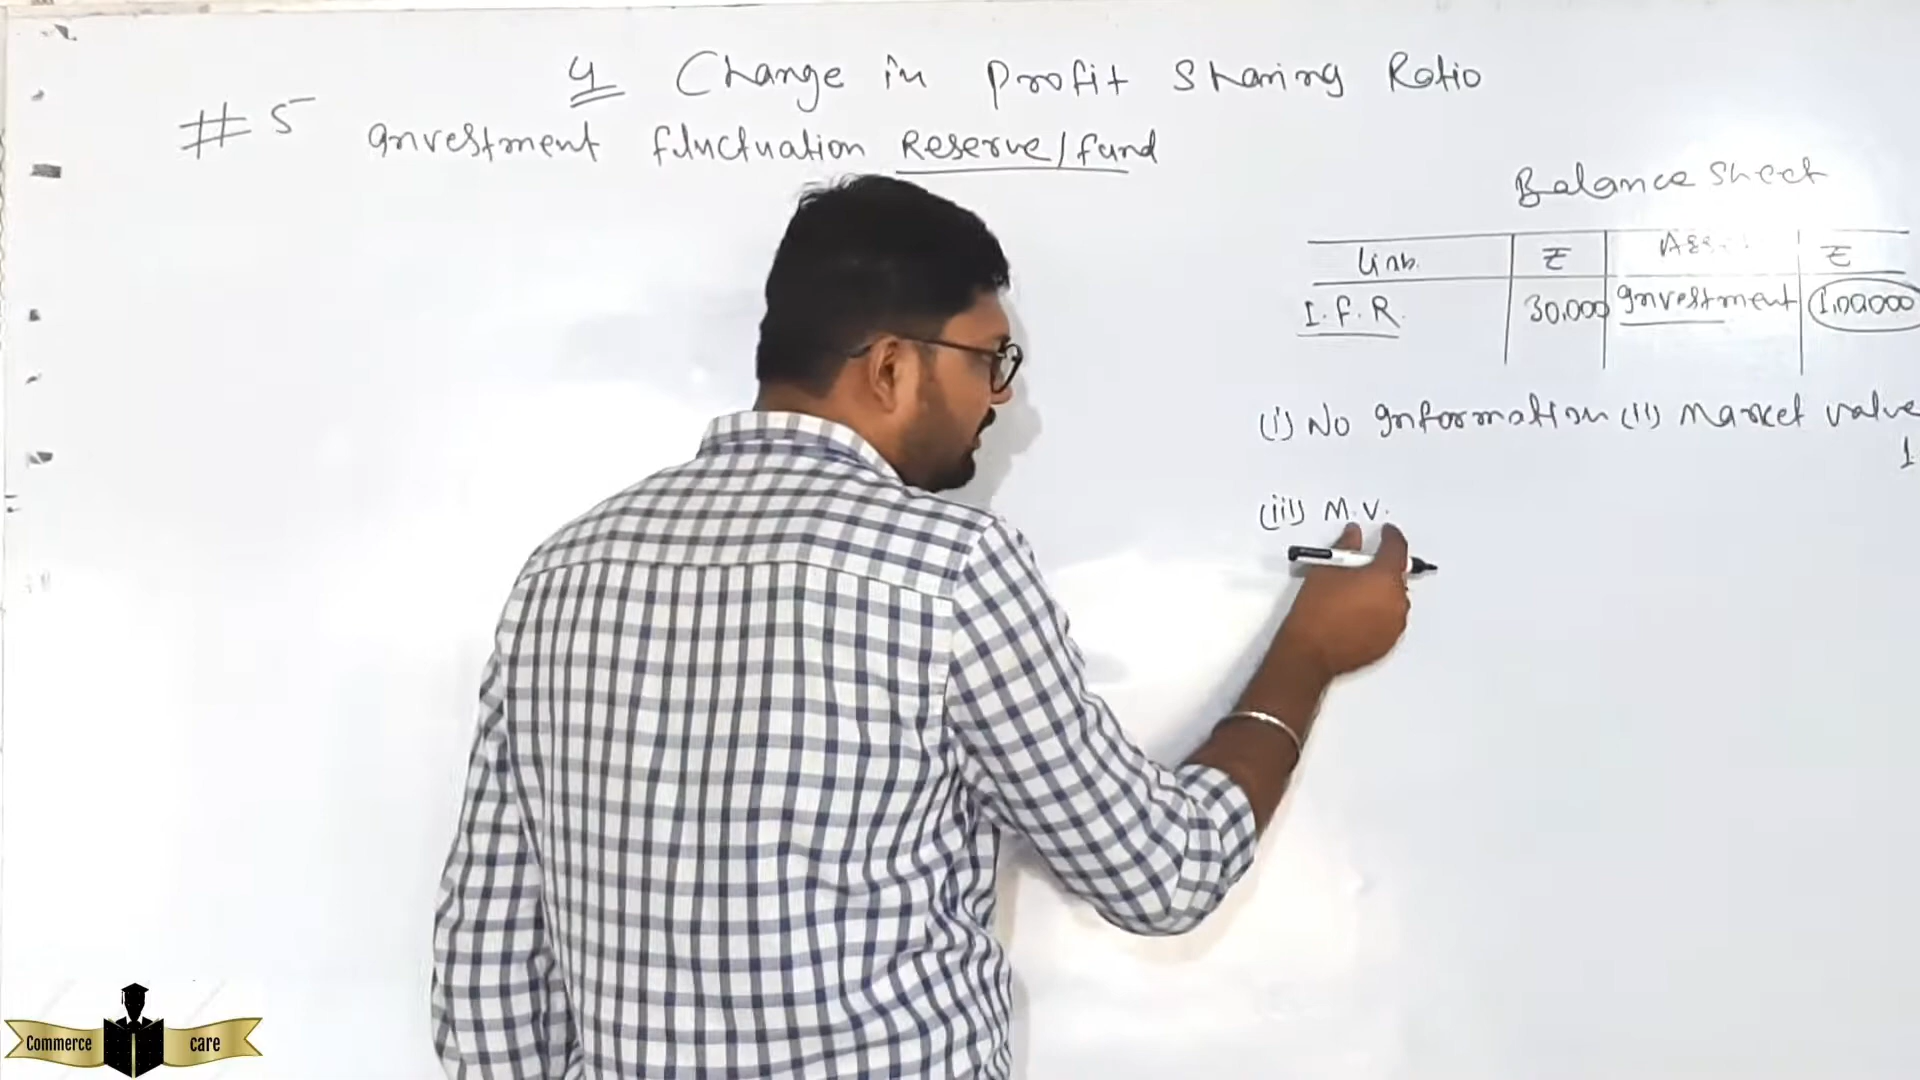 4 Change in Profit Sharing Ratio
# 5 Investment fluctuation Reserve/fund
Balance Sheet
Liab. ₹ ₹
I.F.R. 30,000 Investment 1,00,000
(i) No Information (ii) Market value
1
(iii) M.V.
Commerce care